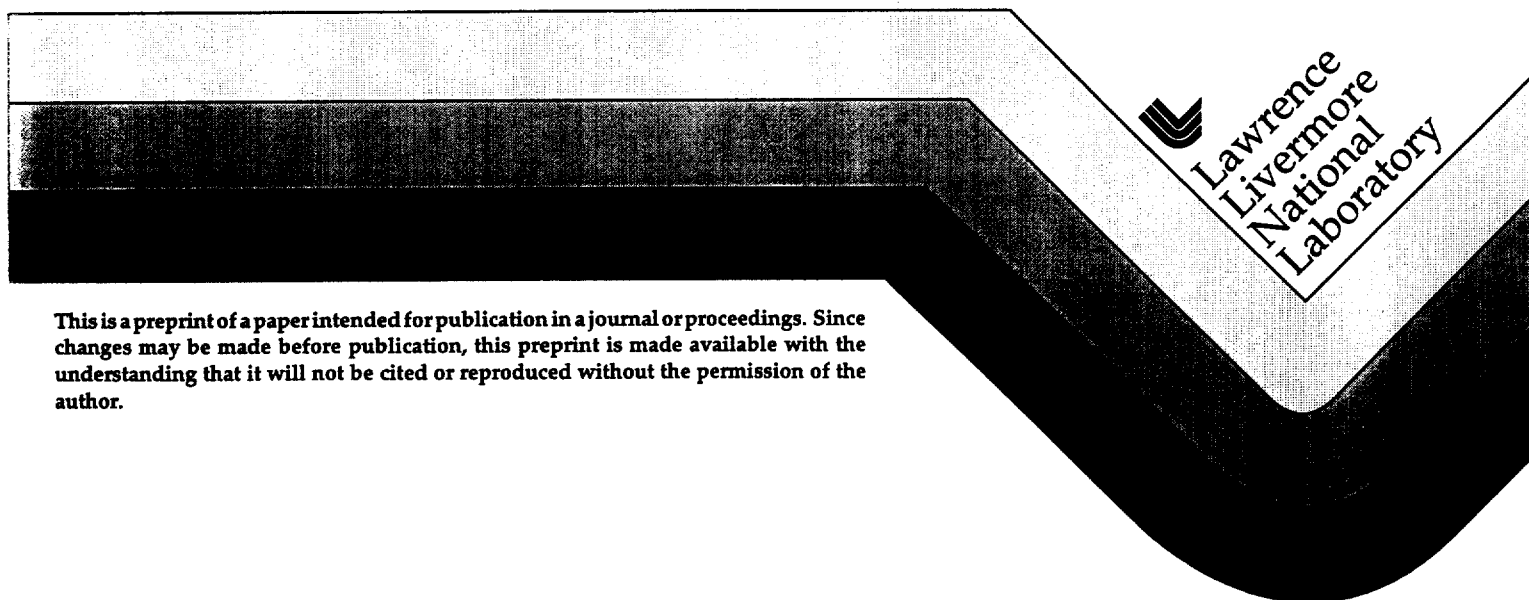 Lawrence
Livermore
National
Laboratory
This is a preprint of a paper intended for publication in a journal or proceedings. Since
changes may be made before publication, this preprint is made available with the
understanding that it will not be cited or reproduced without the permission of the
author.